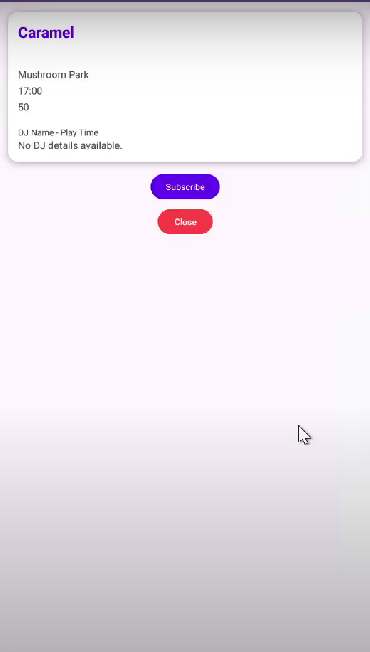 Caramel
Mushroom Park
17:00
50
DJ Name - Play Time
No DJ details available.
Subscribe
Close